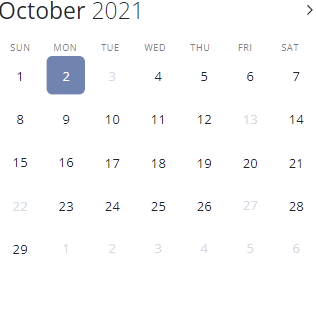 October 2021 >
SUN MON TUE WED THU FRI SAT
1 2 3 4 5 6 7
8 9 10 11 12 13 14
15 16 17 18 19 20 21
22 23 24 25 26 27 28
29 1 2 3 4 5 6